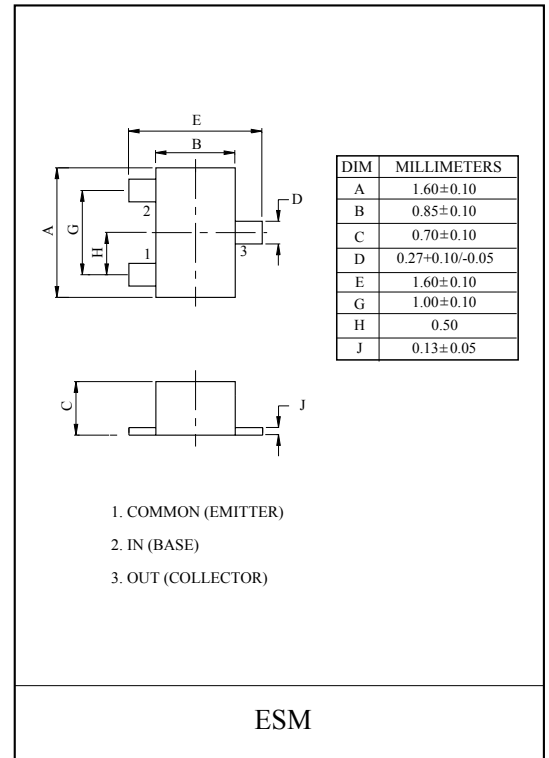 E
B
D
A
G
H
2
1
3
C
J
DIM MILLIMETERS
A 1.60±0.10
B 0.85±0.10
C 0.70±0.10
D 0.27+0.10/-0.05
E 1.60±0.10
G 1.00±0.10
H 0.50
J 0.13±0.05
1. COMMON (EMITTER)
2. IN (BASE)
3. OUT (COLLECTOR)
ESM